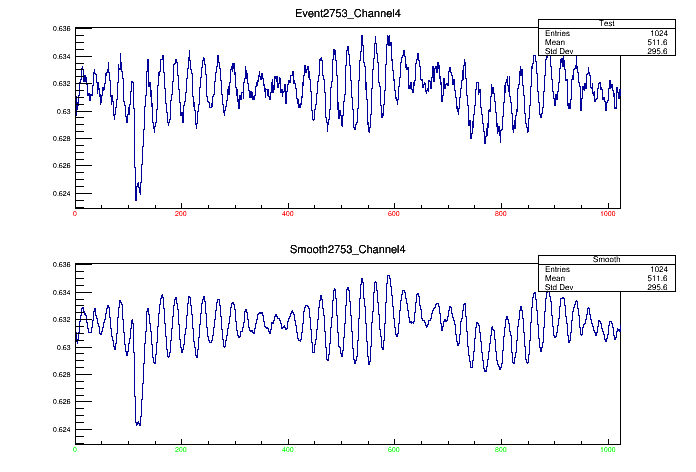 Event2753_Channel4
Test
Entries 1024
Mean 511.6
Std Dev 295.6
0.636
0.634
0.632
0.63
0.628
0.626
0.624
0 200 400 600 800 1000
Smooth2753_Channel4
Smooth
Entries 1024
Mean 511.6
Std Dev 295.6
0.636
0.634
0.632
0.63
0.628
0.626
0.624
0 200 400 600 800 1000